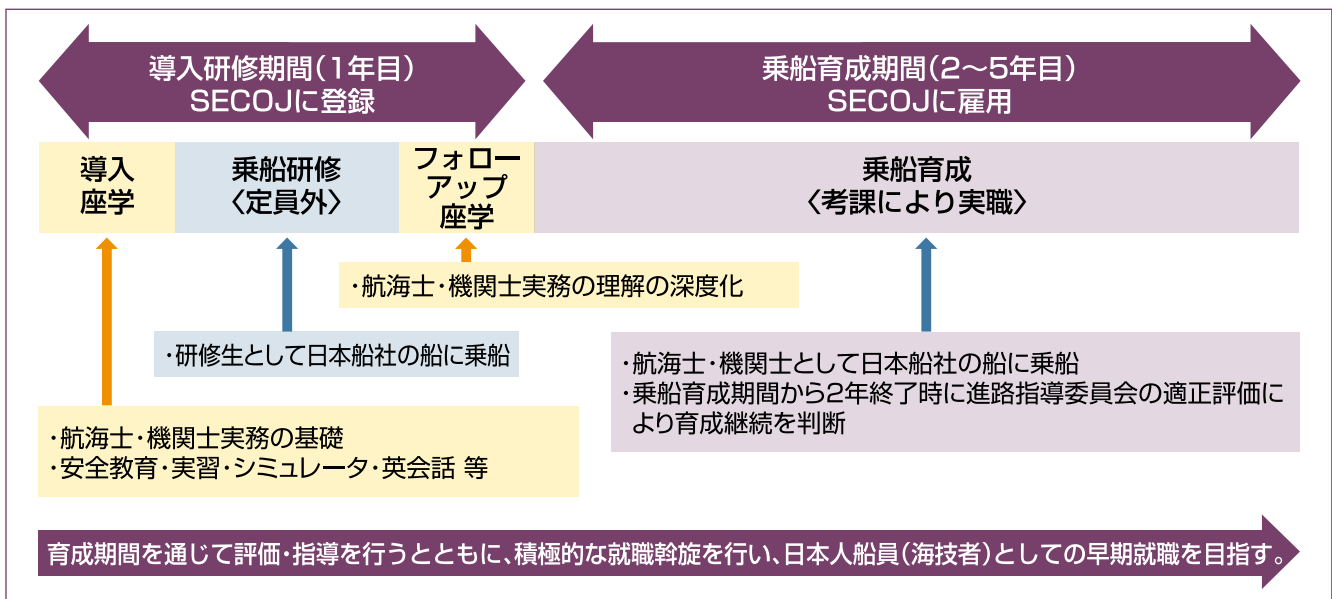 導入研修期間（1年目）
SECOJに登録
乗船育成期間（2〜5年目）
SECOJに雇用
導入
座学
乗船研修
〈定員外〉
フォロー
アップ
座学
乗船育成
〈考課により実職〉
・航海士・機関士実務の理解の深度化
・研修生として日本船社の船に乗船
・航海士・機関士として日本船社の船に乗船
・乗船育成期間から2年終了時に進路指導委員会の適正評価に
より育成継続を判断
・航海士・機関士実務の基礎
・安全教育・実習・シミュレータ・英会話 等
育成期間を通じて評価・指導を行うとともに、積極的な就職斡旋を行い、日本人船員（海技者）としての早期就職を目指す。